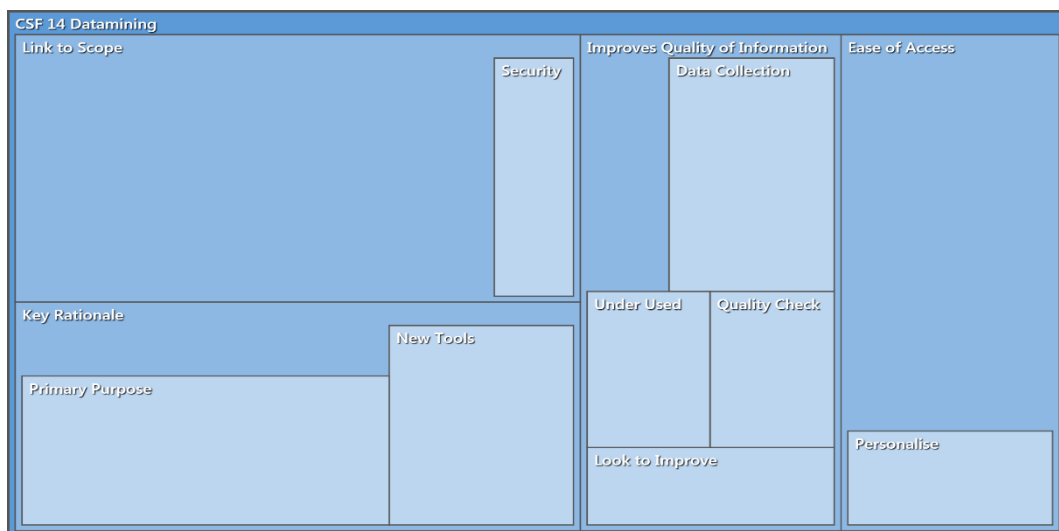 CSF 14 Datamining
Link to Scope
Security
Key Rationale
New Tools
Primary Purpose
Improves Quality of Information
Data Collection
Under Used
Quality Check
Look to Improve
Ease of Access
Personalise